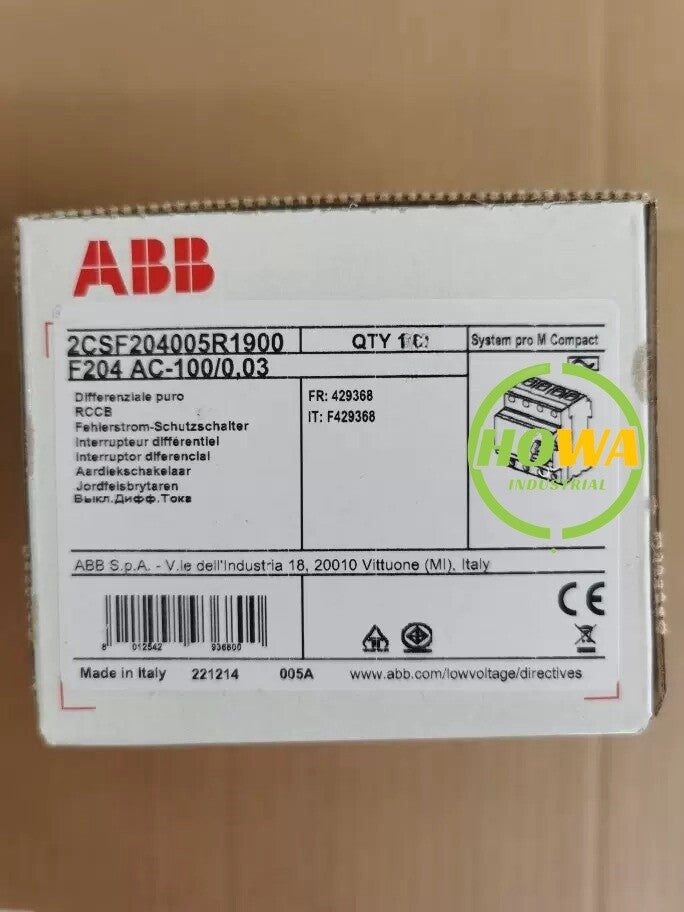 ABB
2CSF204005R1900
QTY 1
System pro M Compact
F204 AC-100/0,03
Differenziale puro
RCCB
Fehlerstrom-Schutzschalter
Interrupteur différentiel
Interruptor diferencial
Aardlekschakelaar
Jordfelsbrytaren
Выкл.Дифф.Тока
FR: 429368
IT: F429368
HOWA
INDUSTRIAL
ABB S.p.A. - V.le dell'Industria 18, 20010 Vittuone (MI), Italy
8 012542 936800
CE
Made in Italy 221214 005A www.abb.com/lowvoltage/directives